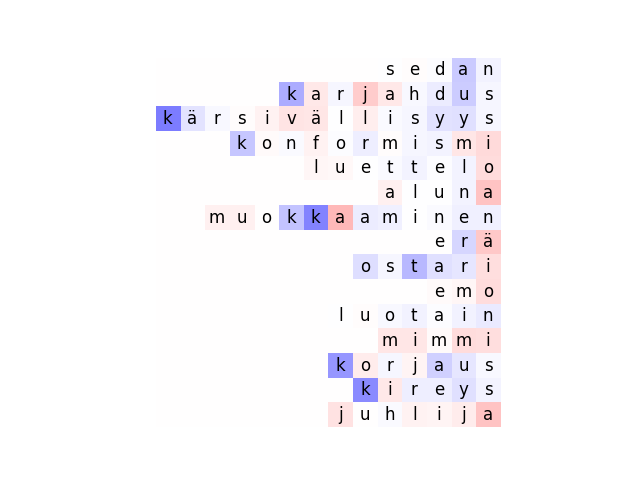 sedan
karjahdus
kärsivällisyys
konformismi
luettelo
aluna
muokkaaminen
erä
ostari
emo
luotain
mimmi
korjaus
kireys
juhlija